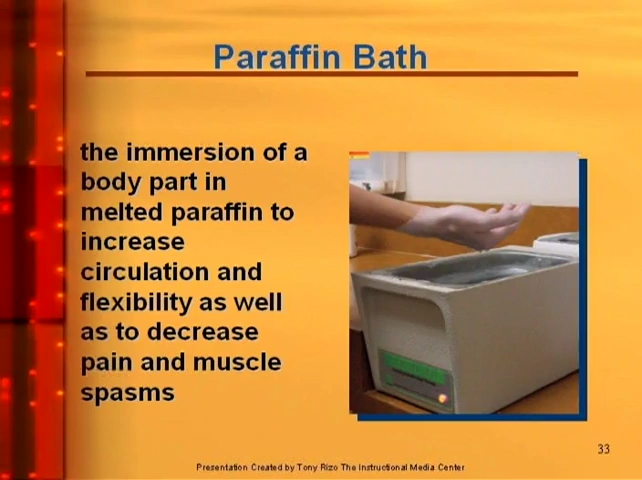 Paraffin Bath
the immersion of a
body part in
melted paraffin to
increase
circulation and
flexibility as well
as to decrease
pain and muscle
spasms
33
Presentation Created by Tony Rizo The Instructional Media Center